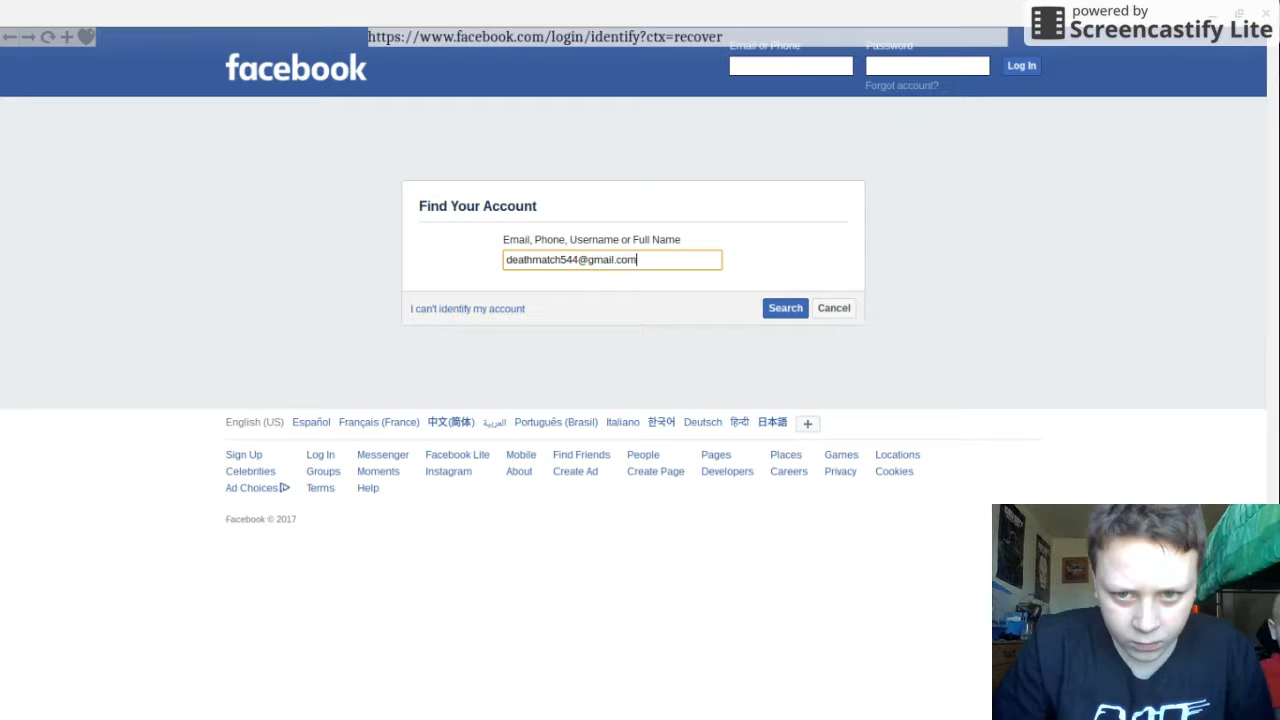 powered by
Screencastify Lite
https://www.facebook.com/login/identify?ctx=recover
facebook
Email or Phone
Password
Log In
Forgot account?
Find Your Account
Email, Phone, Username or Full Name
deathmatch544@gmail.com
I can't identify my account
Search
Cancel
English (US) Español Français (France) 中文(简体) العربية Português (Brasil) Italiano 한국어 Deutsch हिन्दी 日本語 +
Sign Up Log In Messenger Facebook Lite Mobile Find Friends People Pages Places Games Locations
Celebrities Groups Moments Instagram About Create Ad Create Page Developers Careers Privacy Cookies
Ad Choices Terms Help
Facebook © 2017